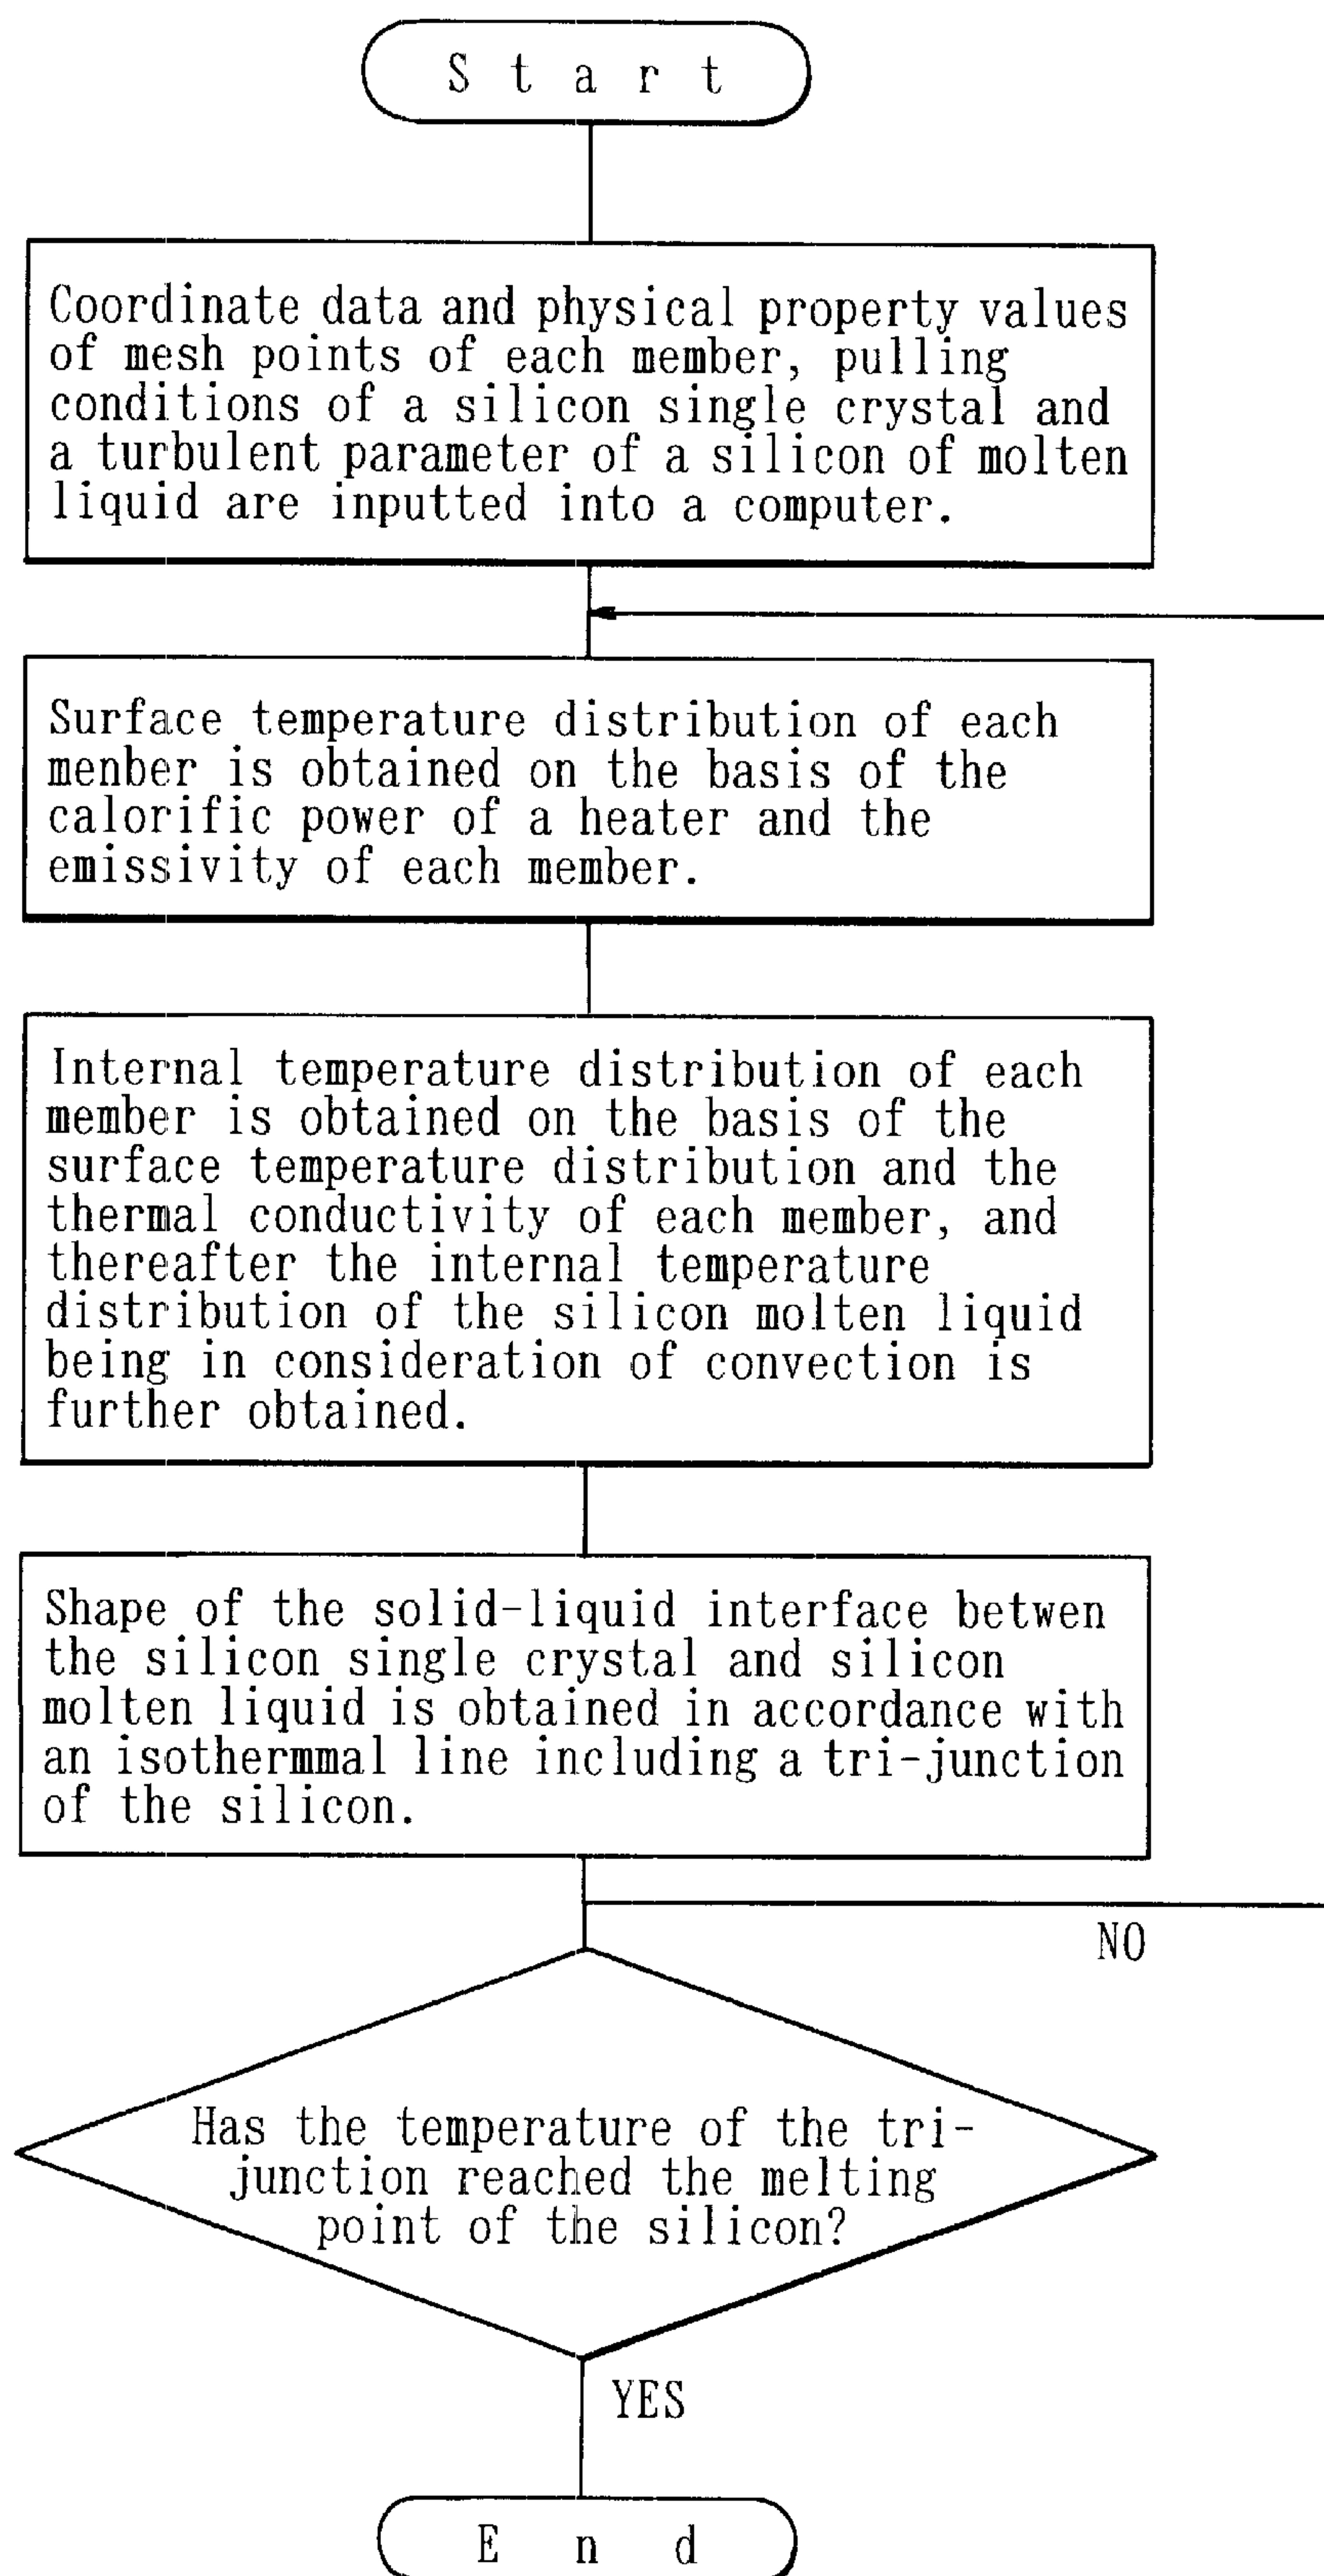 Start
Coordinate data and physical property values
of mesh points of each member, pulling
conditions of a silicon single crystal and
a turbulent parameter of a silicon of molten
liquid are inputted into a computer.
Surface temperature distribution of each
menber is obtained on the basis of the
calorific power of a heater and the
emissivity of each member.
Internal temperature distribution of each
member is obtained on the basis of the
surface temperature distribution and the
thermal conductivity of each member, and
thereafter the internal temperature
distribution of the silicon molten liquid
being in consideration of convection is
further obtained.
Shape of the solid-liquid interface betwen
the silicon single crystal and silicon
molten liquid is obtained in accordance with
an isothermmal line including a tri-junction
of the silicon.
NO
Has the temperature of the tri-
junction reached the melting
point of the silicon?
YES
End